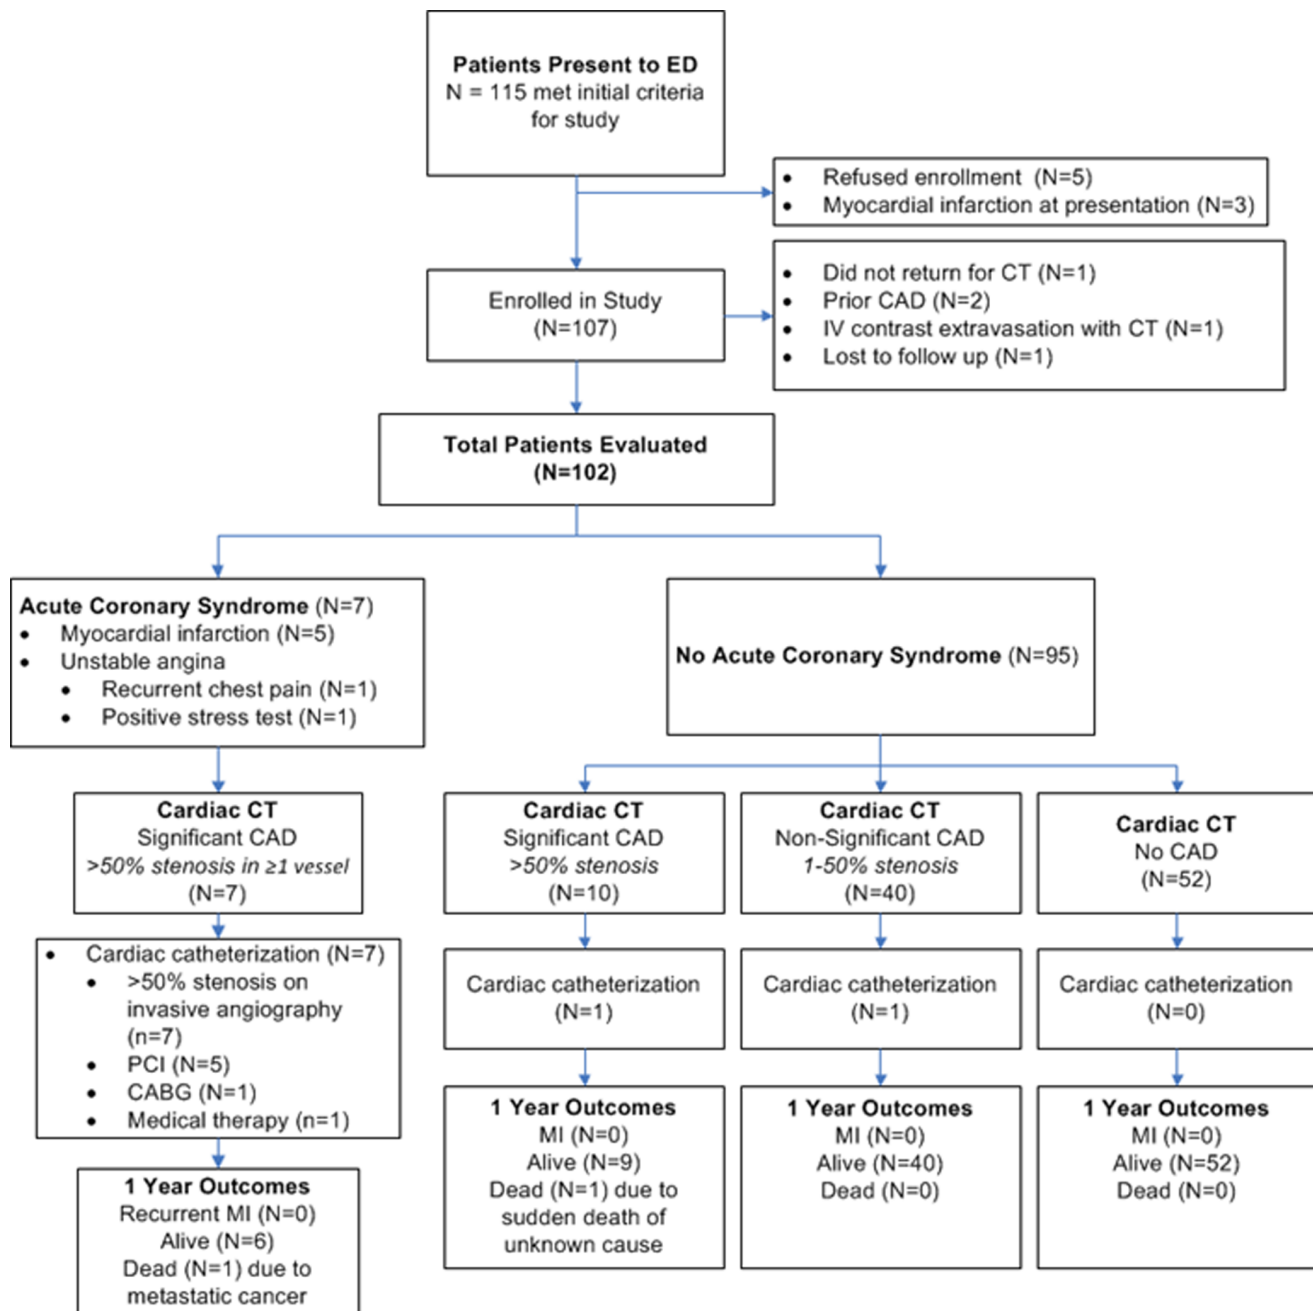 Patients Present to ED
N = 115 met initial criteria
for study
• Refused enrollment (N=5)
• Myocardial infarction at presentation (N=3)
Enrolled in Study
(N=107)
• Did not return for CT (N=1)
• Prior CAD (N=2)
• IV contrast extravasation with CT (N=1)
• Lost to follow up (N=1)
Total Patients Evaluated
(N=102)
Acute Coronary Syndrome (N=7)
• Myocardial infarction (N=5)
• Unstable angina
• Recurrent chest pain (N=1)
• Positive stress test (N=1)
No Acute Coronary Syndrome (N=95)
Cardiac CT
Significant CAD
>50% stenosis in ≥1 vessel
(N=7)
Cardiac CT
Significant CAD
>50% stenosis
(N=10)
Cardiac CT
Non-Significant CAD
1-50% stenosis
(N=40)
Cardiac CT
No CAD
(N=52)
• Cardiac catheterization (N=7)
• >50% stenosis on
invasive angiography
(n=7)
• PCI (N=5)
• CABG (N=1)
• Medical therapy (n=1)
Cardiac catheterization
(N=1)
Cardiac catheterization
(N=1)
Cardiac catheterization
(N=0)
1 Year Outcomes
Recurrent MI (N=0)
Alive (N=6)
Dead (N=1) due to
metastatic cancer
1 Year Outcomes
MI (N=0)
Alive (N=9)
Dead (N=1) due to
sudden death of
unknown cause
1 Year Outcomes
MI (N=0)
Alive (N=40)
Dead (N=0)
1 Year Outcomes
MI (N=0)
Alive (N=52)
Dead (N=0)